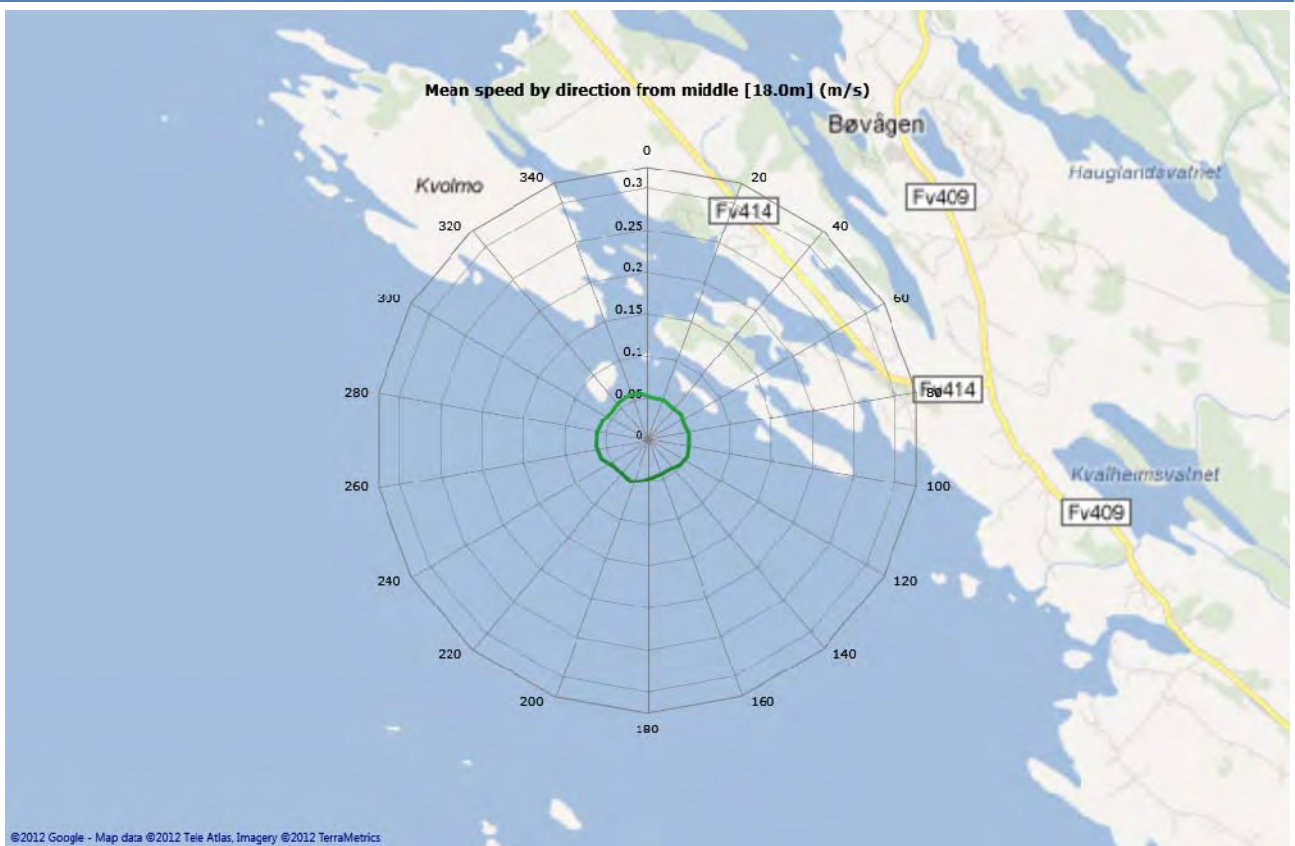 Mean speed by direction from middle [18.0m] (m/s)
Bøvågen
Hauglandsvatnet
Kvolmo
Fv409
Fv414
0
340
20
0.3
320
40
0.25
0.2
300
60
0.15
0.1
280
0.05
Fv414
80
0
260
100
Kvalheimsvatnet
Fv409
240
120
220
140
200
160
180
©2012 Google - Map data ©2012 Tele Atlas, Imagery ©2012 TerraMetrics